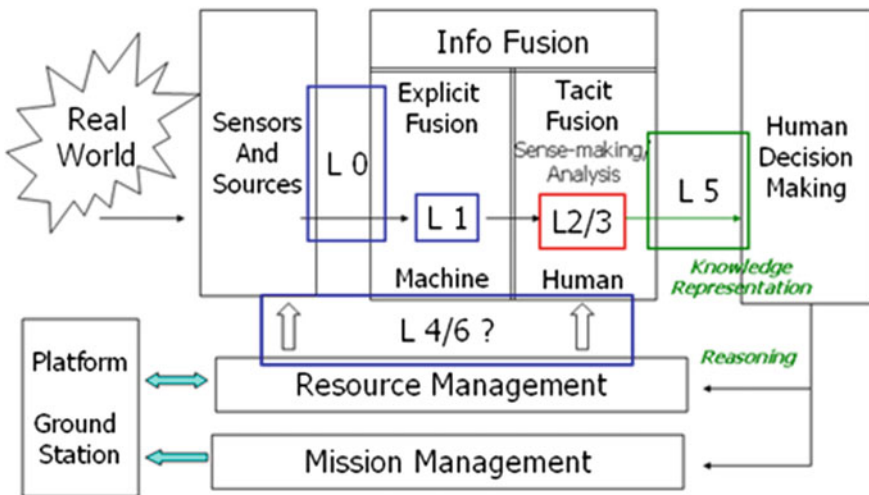 Info Fusion
Real
World
Sensors
And
Sources
L 0
Explicit
Fusion
L 1
Machine
Tacit
Fusion
Sense-making/
Analysis
L2/3
Human
L 5
Human
Decision
Making
Knowledge
Representation
L 4/6 ?
Reasoning
Platform
Ground
Station
Resource Management
Mission Management